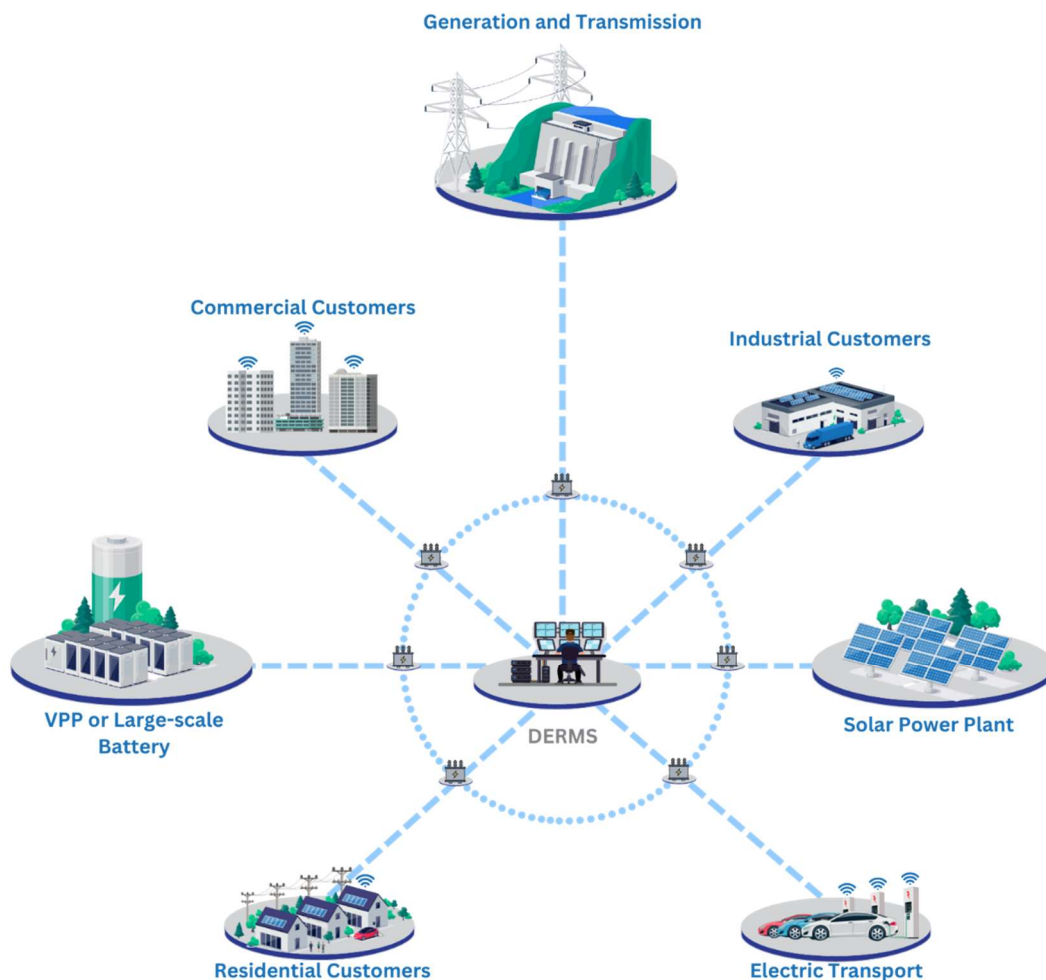 Generation and Transmission
Commercial Customers
Industrial Customers
VPP or Large-scale
Battery
DERMS
Solar Power Plant
Residential Customers
Electric Transport